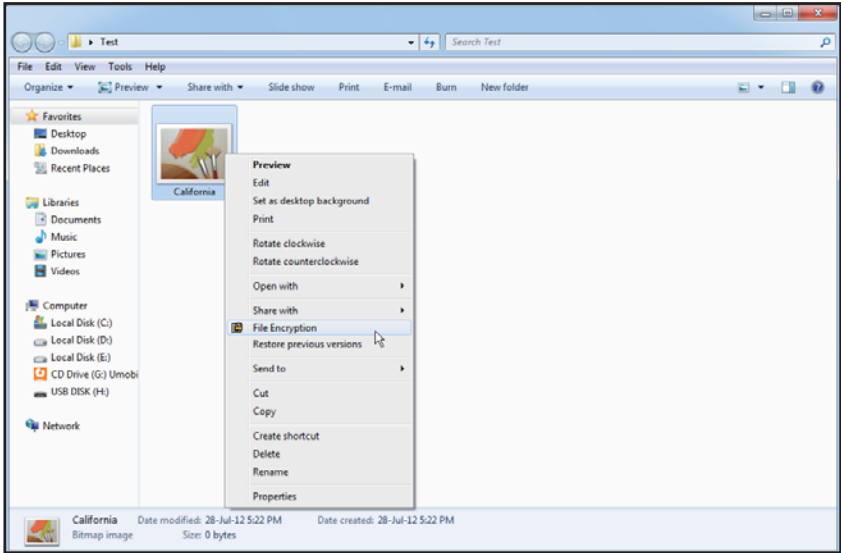 Test
Search Test
File Edit View Tools Help
Organize Preview Share with Slide show Print E-mail Burn New folder
Favorites
Desktop
Downloads
Recent Places
Libraries
Documents
Music
Pictures
Videos
Computer
Local Disk (C:)
Local Disk (D:)
Local Disk (E:)
CD Drive (G:) Umobi
USB DISK (H:)
Network
California
Preview
Edit
Set as desktop background
Print
Rotate clockwise
Rotate counterclockwise
Open with
Share with
File Encryption
Restore previous versions
Send to
Cut
Copy
Create shortcut
Delete
Rename
Properties
California Date modified: 28-Jul-12 5:22 PM Date created: 28-Jul-12 5:22 PM
Bitmap image Size: 0 bytes